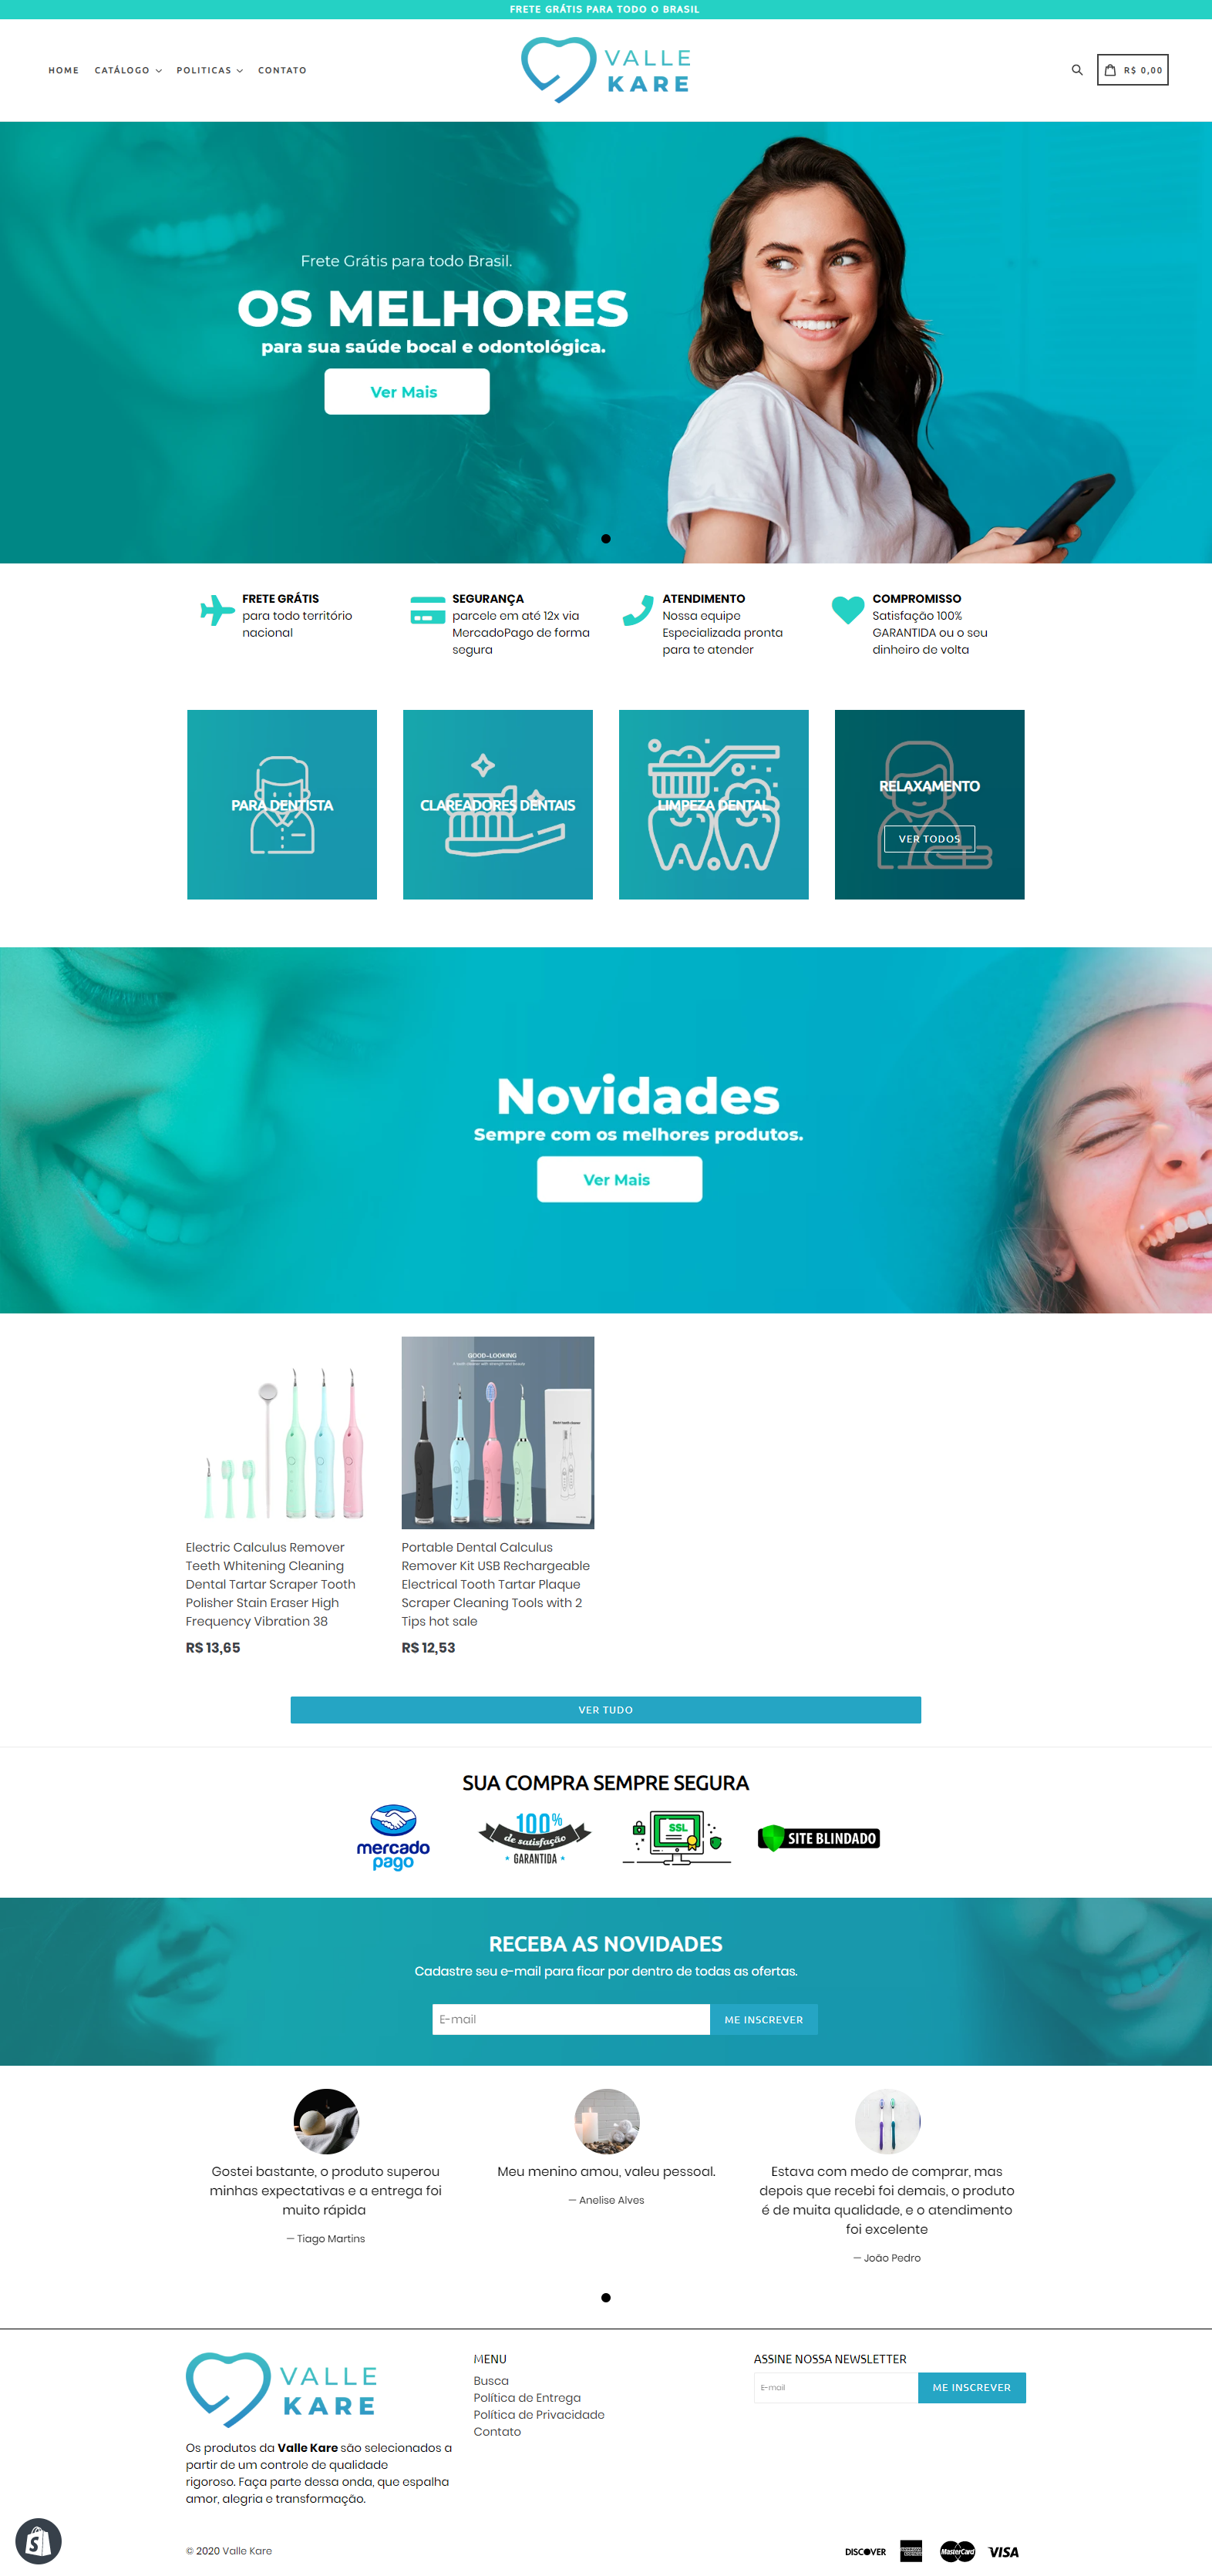 FRETE GRÁTIS PARA TODO O BRASIL
HOME CATÁLOGO POLITICAS CONTATO
VALLE
KARE
R$ 0,00
Frete Grátis para todo Brasil.
OS MELHORES
para sua saúde bocal e odontológica.
Ver Mais
FRETE GRÁTIS
para todo território
nacional
SEGURANÇA
parcele em até 12x via
MercadoPago de forma
segura
ATENDIMENTO
Nossa equipe
Especializada pronta
para te atender
COMPROMISSO
Satisfação 100%
GARANTIDA ou o seu
dinheiro de volta
PARA DENTISTA
CLAREADORES DENTAIS
LIMPEZA DENTAL
RELAXAMENTO
VER TODOS
Novidades
Sempre com os melhores produtos.
Ver Mais
Electric Calculus Remover
Teeth Whitening Cleaning
Dental Tartar Scraper Tooth
Polisher Stain Eraser High
Frequency Vibration 38
R$ 13,65
GOOD-LOOKING
Portable Dental Calculus
Remover Kit USB Rechargeable
Electrical Tooth Tartar Plaque
Scraper Cleaning Tools with 2
Tips hot sale
R$ 12,53
VER TUDO
SUA COMPRA SEMPRE SEGURA
mercado
pago
100%
de satisfação
GARANTIDA
SSL
SITE BLINDADO
RECEBA AS NOVIDADES
Cadastre seu e-mail para ficar por dentro de todas as ofertas.
E-mail
ME INSCREVER
Gostei bastante, o produto superou
minhas expectativas e a entrega foi
muito rápida
— Tiago Martins
Meu menino amou, valeu pessoal.
— Anelise Alves
Estava com medo de comprar, mas
depois que recebi foi demais, o produto
é de muita qualidade, e o atendimento
foi excelente
— João Pedro
VALLE
KARE
Os produtos da Valle Kare são selecionados a
partir de um controle de qualidade
rigoroso. Faça parte dessa onda, que espalha
amor, alegria e transformação.
MENU
Busca
Política de Entrega
Política de Privacidade
Contato
ASSINE NOSSA NEWSLETTER
E-mail
ME INSCREVER
© 2020 Valle Kare
DISCOVER
MasterCard
VISA